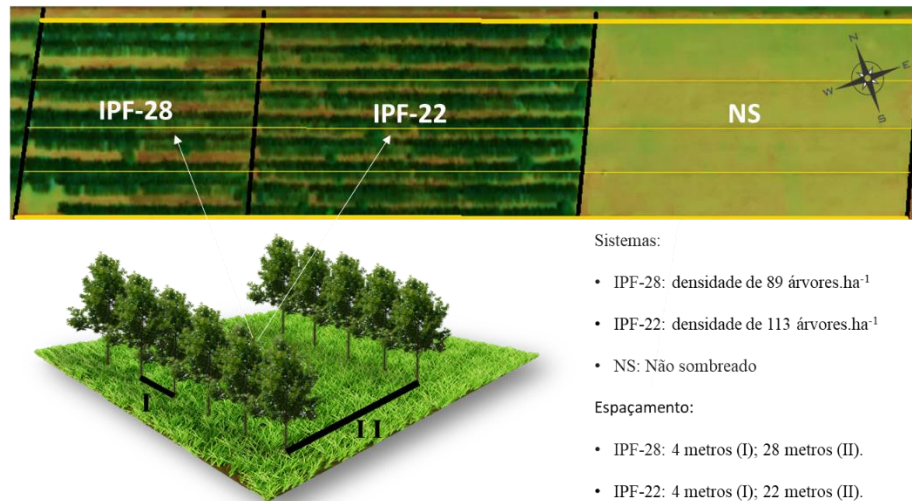 IPF-28
IPF-22
NS
N
E
W
S
I
I I
Sistemas:
• IPF-28: densidade de 89 árvores.ha⁻¹
• IPF-22: densidade de 113 árvores.ha⁻¹
• NS: Não sombreado
Espaçamento:
• IPF-28: 4 metros (I); 28 metros (II).
• IPF-22: 4 metros (I); 22 metros (II).